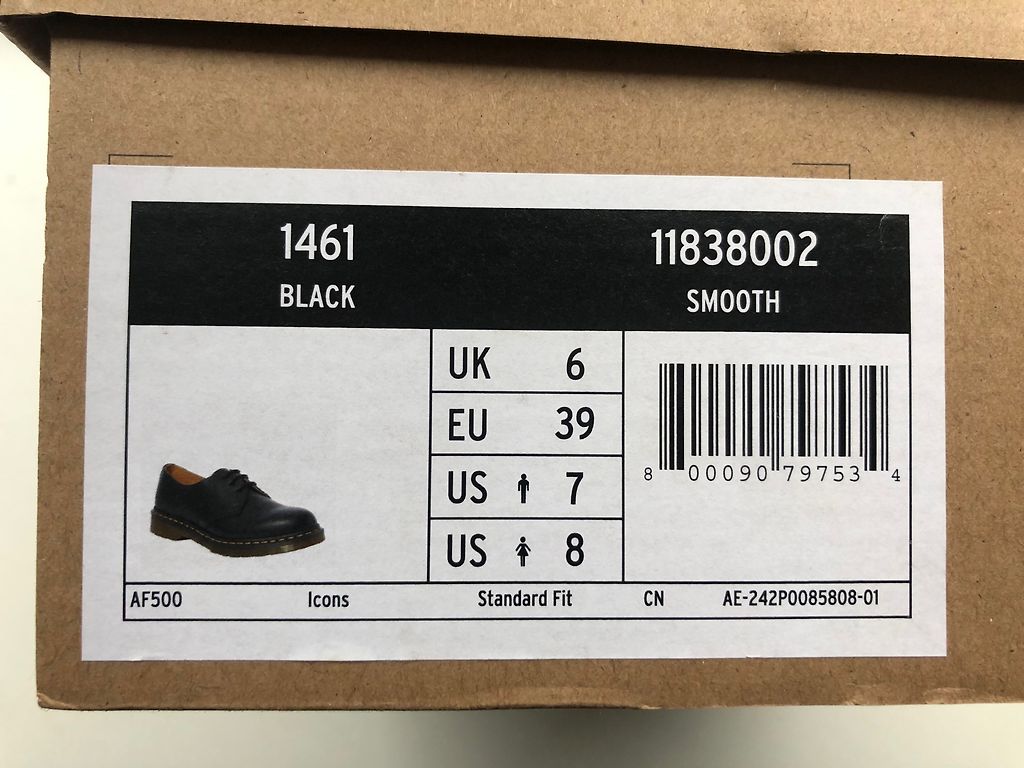 1461
11838002
BLACK
SMOOTH
UK 6
EU 39
US 7
US 8
8 00090 79753 4
AF500 Icons Standard Fit CN AE-242P0085808-01